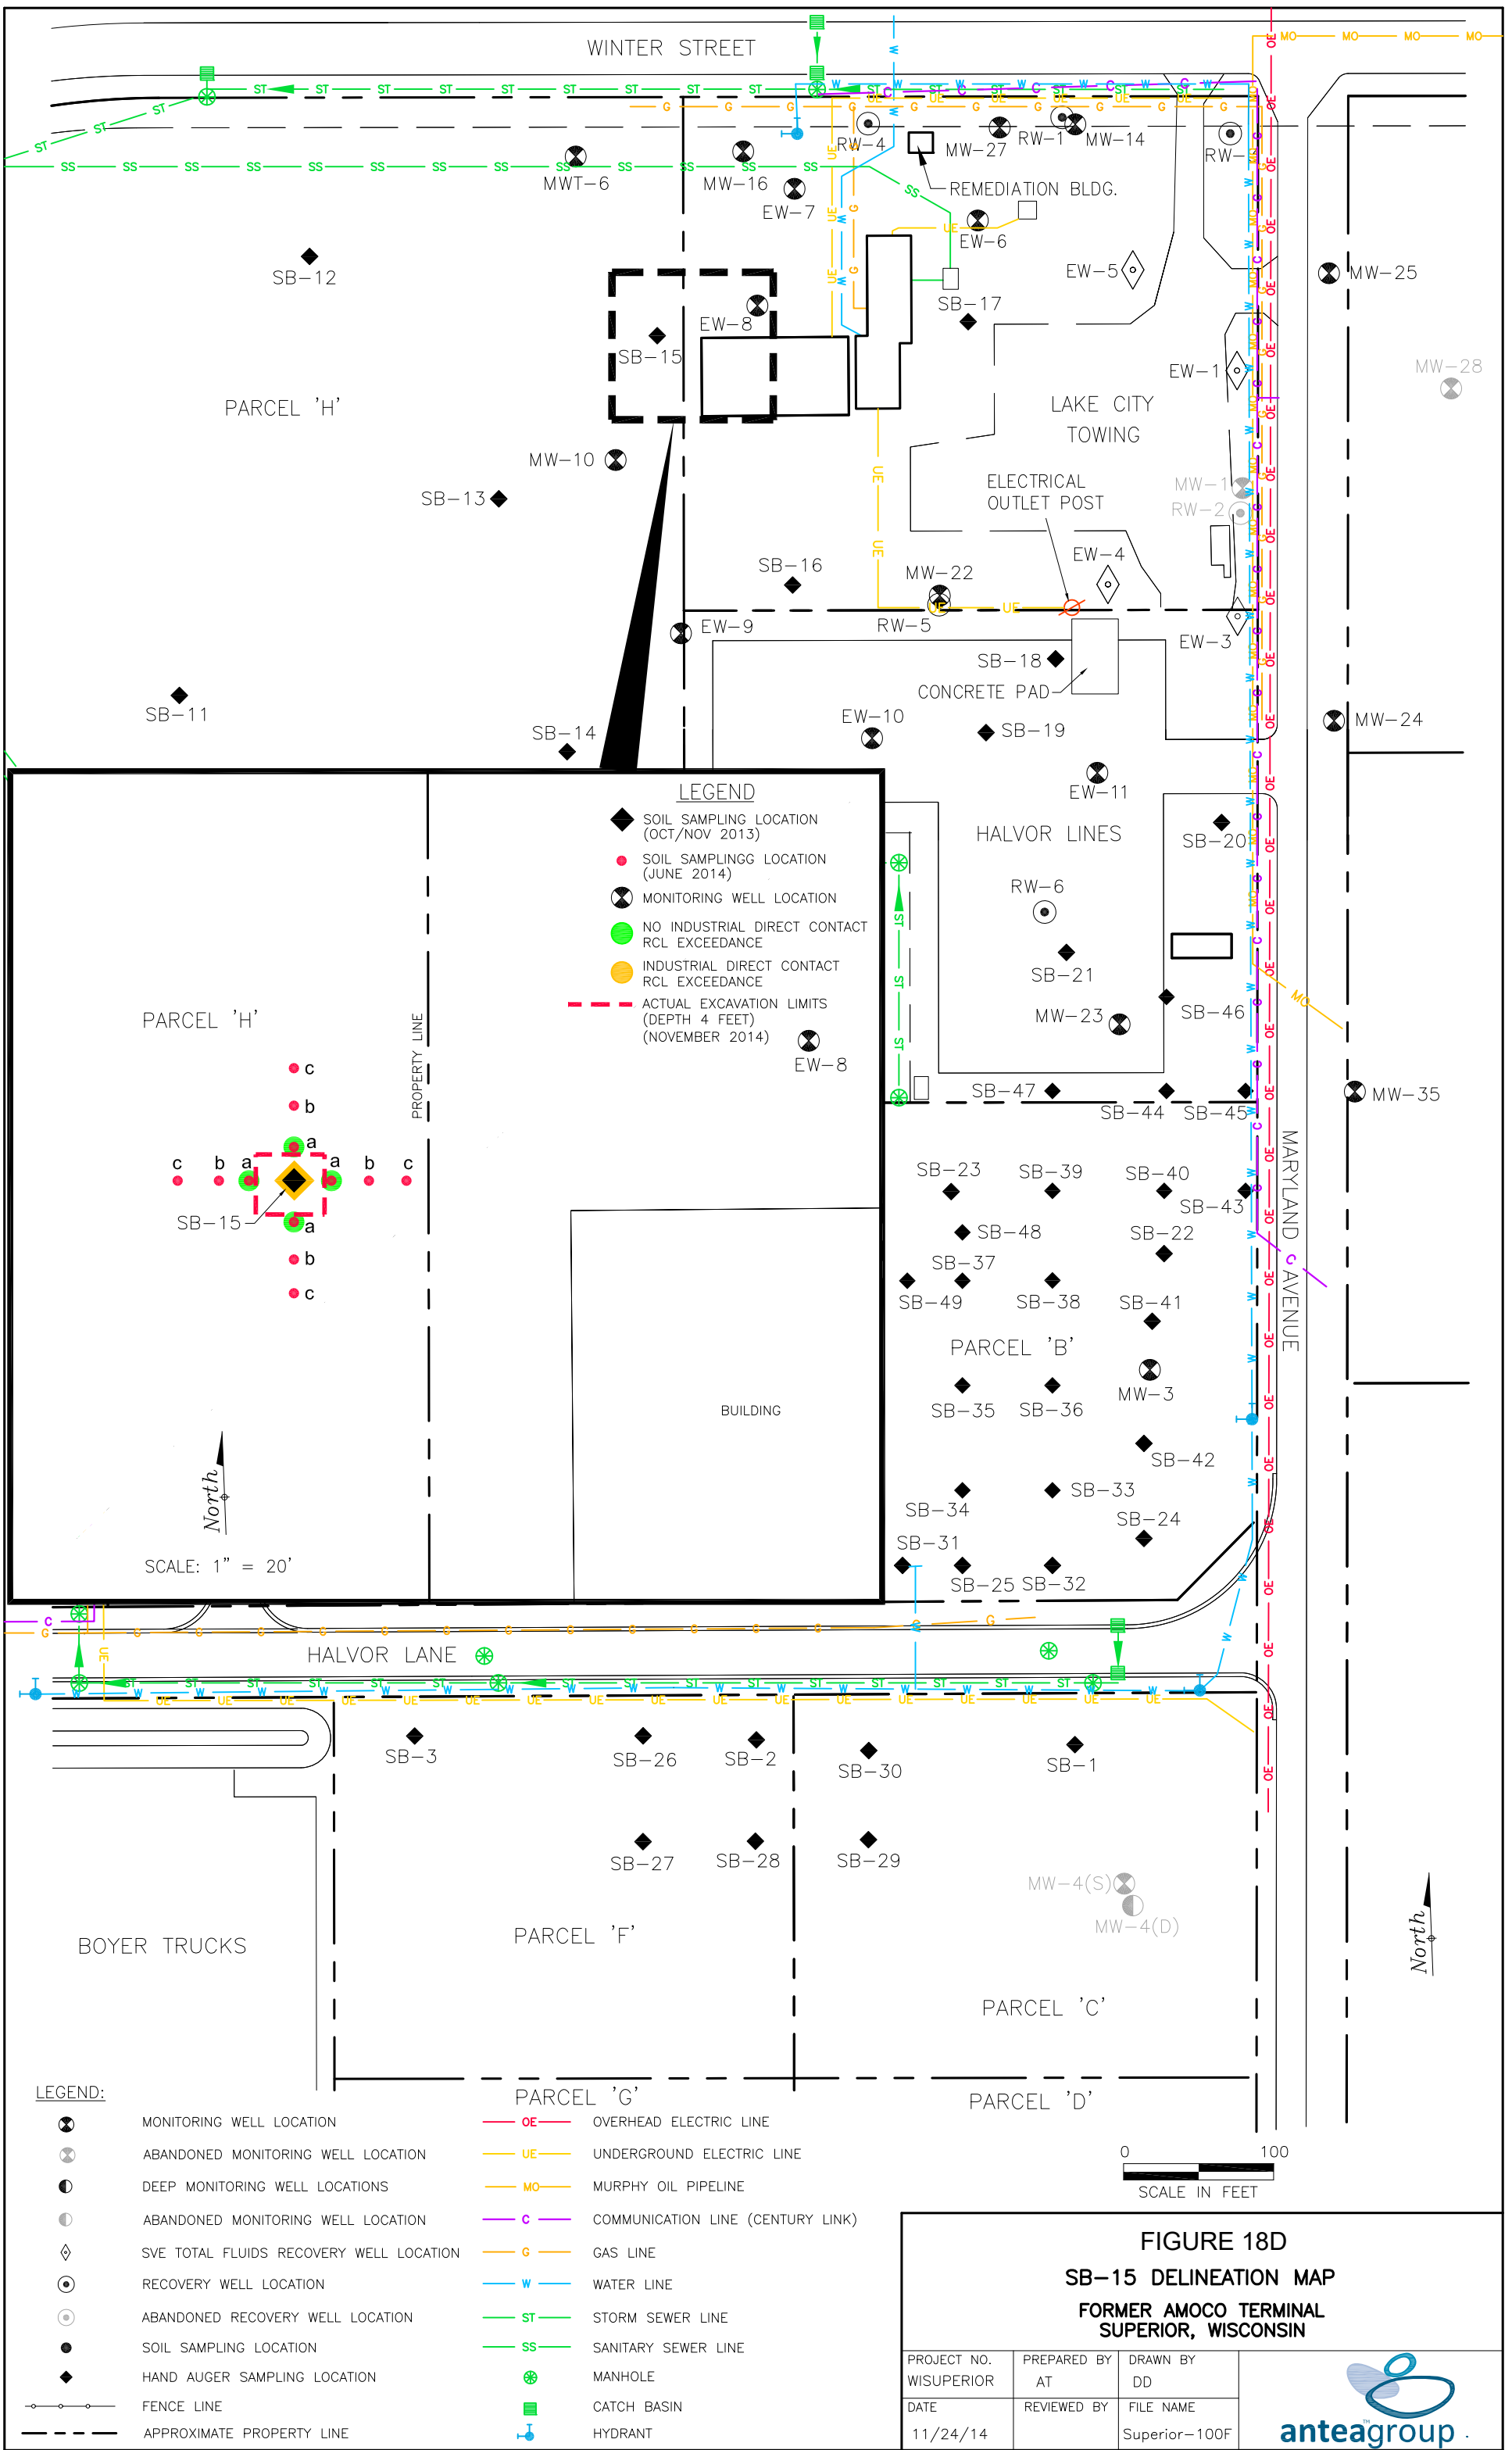 WINTER STREET
MWT-6
MW-16
EW-7
RW-4
MW-27
RW-1
MW-14
REMEDIATION BLDG.
EW-6
EW-5
MW-25
SB-12
SB-17
EW-8
SB-15
EW-1
MW-28
PARCEL 'H'
LAKE CITY
TOWING
MW-10
SB-13
ELECTRICAL
OUTLET POST
MW-1
RW-2
SB-16
MW-22
EW-4
RW-5
EW-9
EW-3
SB-18
CONCRETE PAD
SB-11
SB-14
EW-10
SB-19
MW-24
EW-11
HALVOR LINES
SB-20
RW-6
SB-21
SB-46
MW-23
SB-47
SB-44
SB-45
MW-35
LEGEND
SOIL SAMPLING LOCATION
(OCT/NOV 2013)
SOIL SAMPLINGG LOCATION
(JUNE 2014)
MONITORING WELL LOCATION
NO INDUSTRIAL DIRECT CONTACT
RCL EXCEEDANCE
INDUSTRIAL DIRECT CONTACT
RCL EXCEEDANCE
ACTUAL EXCAVATION LIMITS
(DEPTH 4 FEET)
(NOVEMBER 2014)
EW-8
PARCEL 'H'
PROPERTY LINE
c
b
a
c b a a b c
SB-15
a
b
c
BUILDING
North
SCALE: 1" = 20'
SB-23
SB-39
SB-40
SB-43
SB-48
SB-22
SB-37
SB-49
SB-38
SB-41
PARCEL 'B'
MW-3
SB-35
SB-36
SB-42
SB-34
SB-33
SB-24
SB-31
SB-25
SB-32
MARYLAND AVENUE
HALVOR LANE
SB-3
SB-26
SB-2
SB-30
SB-1
SB-27
SB-28
SB-29
MW-4(S)
MW-4(D)
BOYER TRUCKS
PARCEL 'F'
PARCEL 'C'
PARCEL 'G'
PARCEL 'D'
North
LEGEND:
MONITORING WELL LOCATION
ABANDONED MONITORING WELL LOCATION
DEEP MONITORING WELL LOCATIONS
ABANDONED MONITORING WELL LOCATION
SVE TOTAL FLUIDS RECOVERY WELL LOCATION
RECOVERY WELL LOCATION
ABANDONED RECOVERY WELL LOCATION
SOIL SAMPLING LOCATION
HAND AUGER SAMPLING LOCATION
FENCE LINE
APPROXIMATE PROPERTY LINE
OE OVERHEAD ELECTRIC LINE
UE UNDERGROUND ELECTRIC LINE
MO MURPHY OIL PIPELINE
C COMMUNICATION LINE (CENTURY LINK)
G GAS LINE
W WATER LINE
ST STORM SEWER LINE
SS SANITARY SEWER LINE
MANHOLE
CATCH BASIN
HYDRANT
0 100
SCALE IN FEET
FIGURE 18D
SB-15 DELINEATION MAP
FORMER AMOCO TERMINAL
SUPERIOR, WISCONSIN
PROJECT NO.
WISUPERIOR
PREPARED BY
AT
DRAWN BY
DD
DATE
11/24/14
REVIEWED BY
FILE NAME
Superior-100F
anteagroup